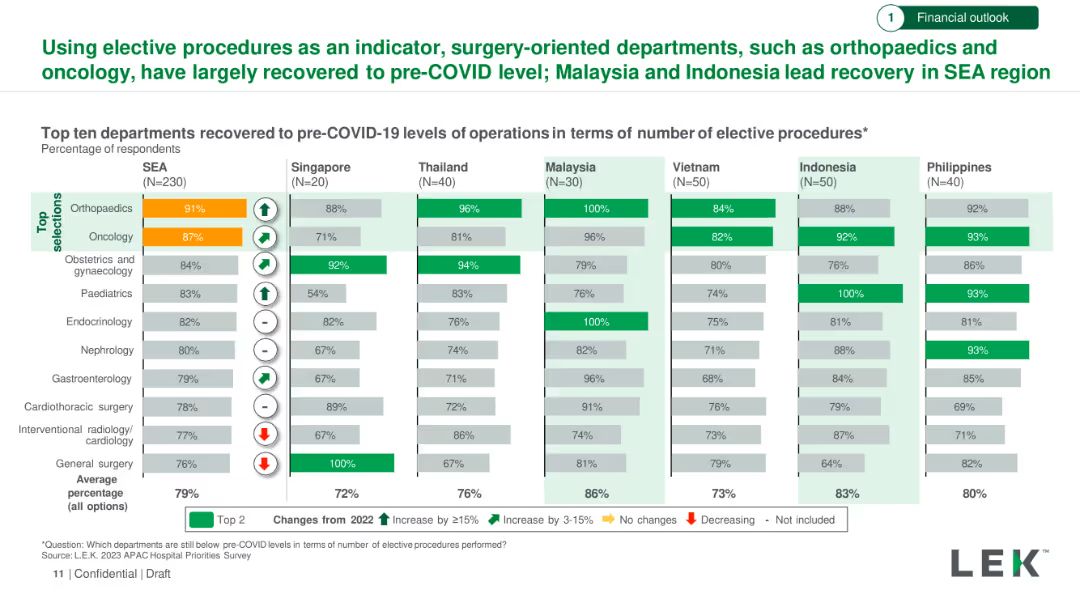 1 Financial outlook
Using elective procedures as an indicator, surgery-oriented departments, such as orthopaedics and
oncology, have largely recovered to pre-COVID level; Malaysia and Indonesia lead recovery in SEA region
Top ten departments recovered to pre-COVID-19 levels of operations in terms of number of elective procedures*
Percentage of respondents
SEA Singapore Thailand Malaysia Vietnam Indonesia Philippines
(N=230) (N=20) (N=40) (N=30) (N=50) (N=50) (N=40)
Top
selections
Orthopaedics 91% 88% 96% 100% 84% 88% 92%
Oncology 87% 71% 81% 96% 82% 92% 93%
Obstetrics and
gynaecology 84% 92% 94% 79% 80% 76% 86%
Paediatrics 83% 54% 83% 76% 74% 100% 93%
Endocrinology 82% 82% 76% 100% 75% 81% 81%
Nephrology 80% 67% 74% 82% 71% 88% 93%
Gastroenterology 79% 67% 71% 96% 68% 84% 85%
Cardiothoracic surgery 78% 89% 72% 91% 76% 79% 69%
Interventional radiology/
cardiology 77% 67% 86% 74% 73% 87% 71%
General surgery 76% 100% 67% 81% 79% 64% 82%
Average
percentage
(all options) 79% 72% 76% 86% 73% 83% 80%
Top 2 Changes from 2022 Increase by ≥15% Increase by 3-15% No changes Decreasing - Not included
*Question: Which departments are still below pre-COVID levels in terms of number of elective procedures performed?
Source: L.E.K. 2023 APAC Hospital Priorities Survey
11 | Confidential | Draft
LEK™